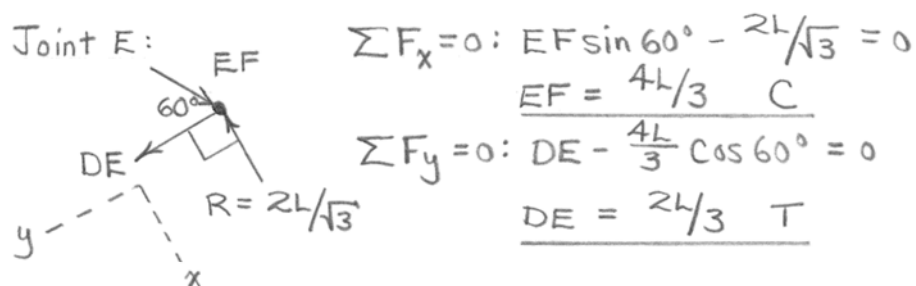 Joint E:
EF
60°
DE
R = 2L/√3
y
x
ΣFₓ=0: EF sin 60° - 2L/√3 = 0
EF = 4L/3 C
ΣFy=0: DE - 4L/3 Cos 60° = 0
DE = 2L/3 T